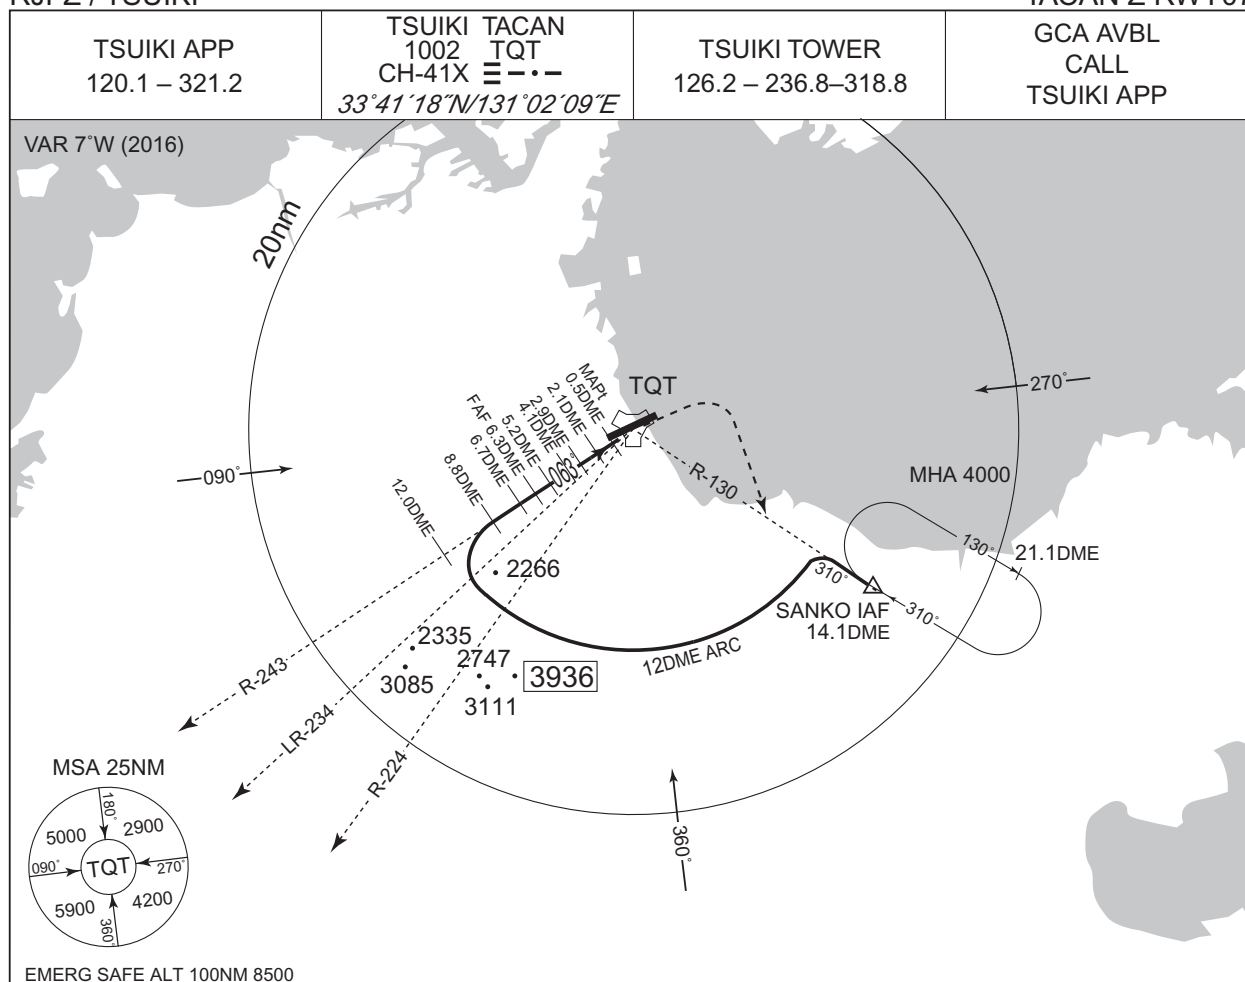 TSUIKI APP
120.1 – 321.2
TSUIKI TACAN
1002 TQT
CH-41X
33°41´18˝N/131°02´09˝E
TSUIKI TOWER
126.2 – 236.8–318.8
GCA AVBL
CALL
TSUIKI APP
VAR 7°W (2016)
20nm
TQT
MAPt
0.5DME
2.1DME
2.9DME
4.1DME
5.2DME
FAF 6.3DME
6.7DME
8.8DME
12.0DME
063°
090°
270°
R-130
MHA 4000
130°
21.1DME
310°
310°
SANKO IAF
14.1DME
12DME ARC
2266
2335
3085
2747
3111
3936
R-243
LR-234
R-224
360°
MSA 25NM
180°
5000
2900
090°
TQT
270°
5900
4200
360°
EMERG SAFE ALT 100NM 8500